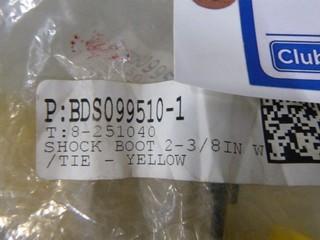 Club
P:BDS099510-1
T:8-251040
SHOCK BOOT 2-3/8IN W
/TIE - YELLOW